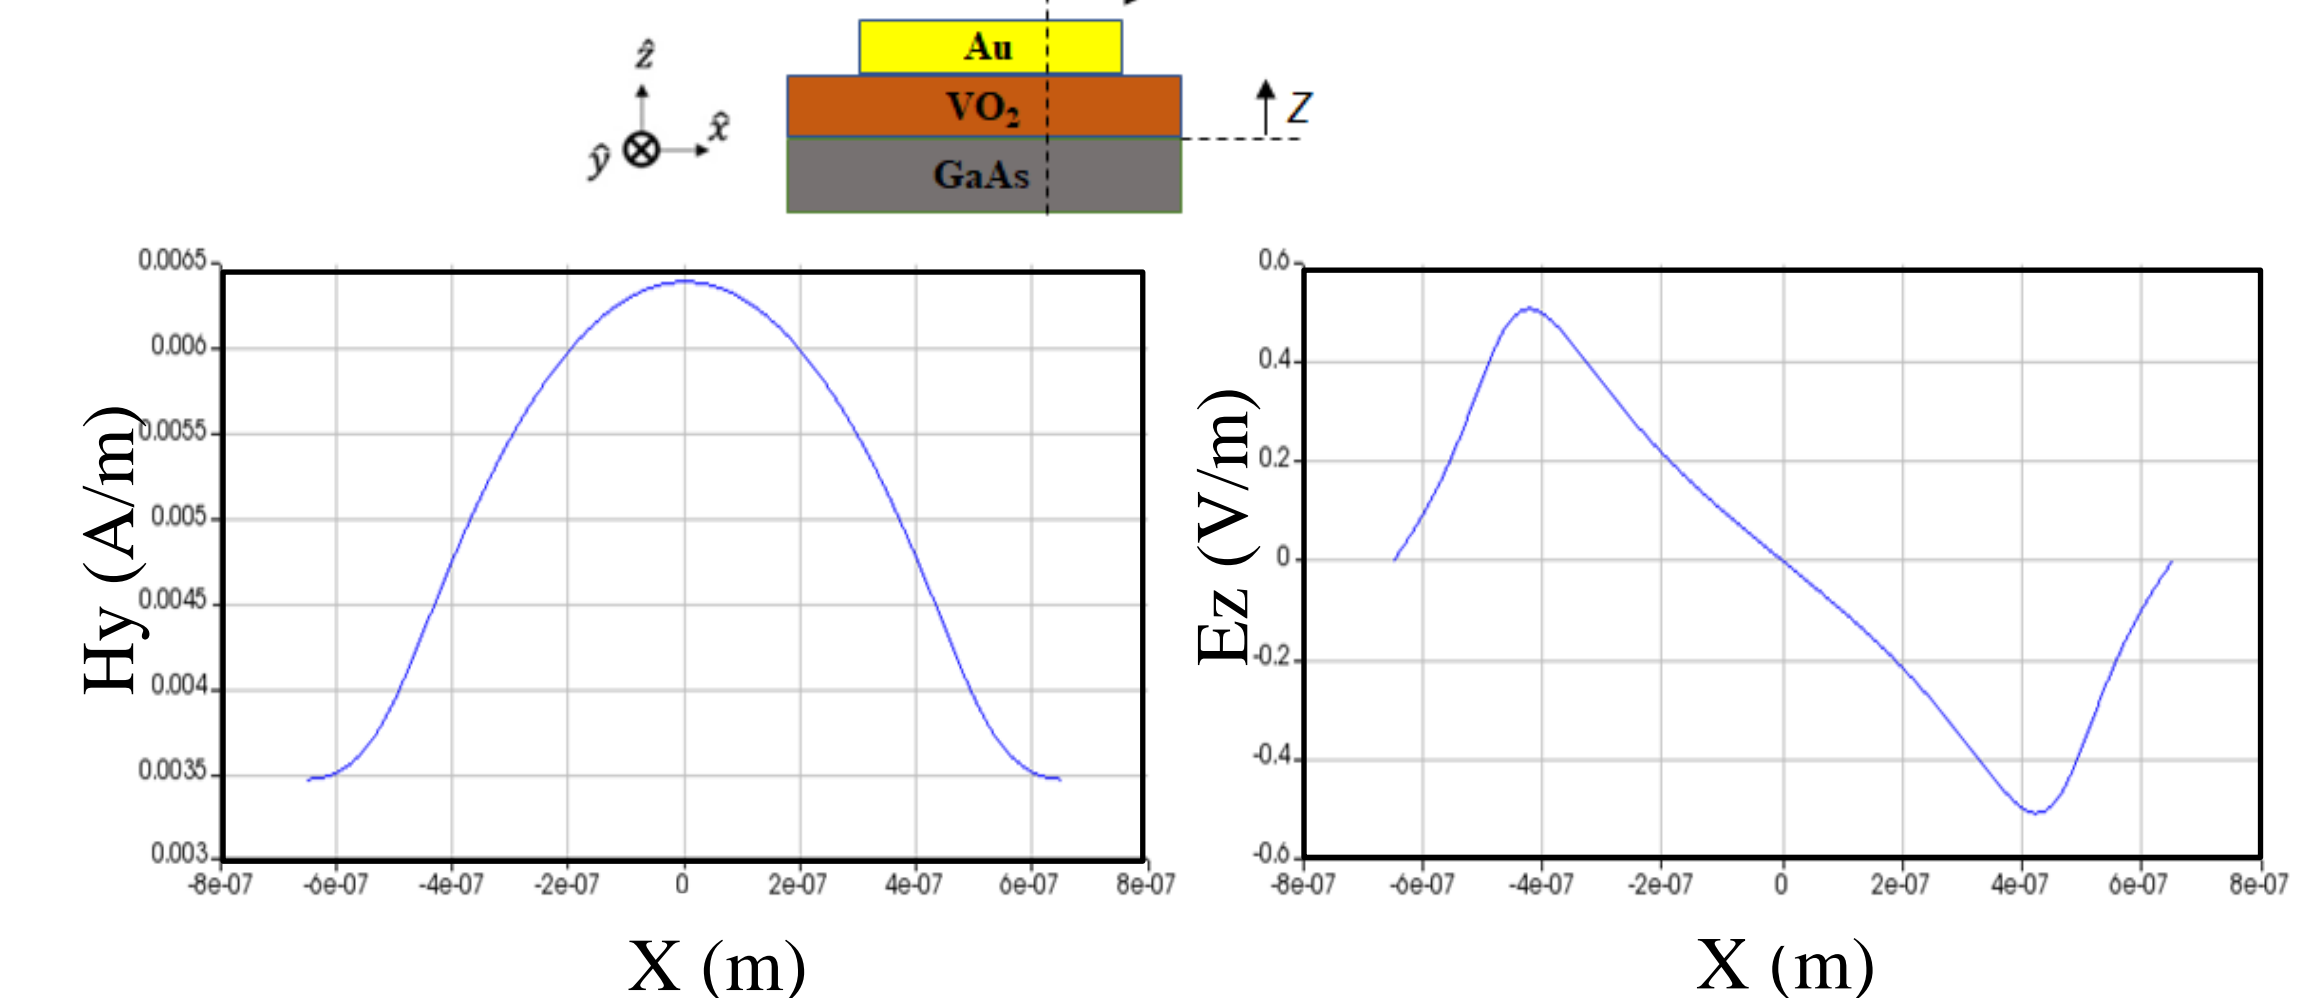 Au
ẑ
VO₂
Z
x̂
ŷ
GaAs
0.0065
0.006
0.0055
0.005
0.0045
0.004
0.0035
0.003
Hy (A/m)
-8e-07 -6e-07 -4e-07 -2e-07 0 2e-07 4e-07 6e-07 8e-07
X (m)
0.6
0.4
0.2
0
-0.2
-0.4
-0.6
Ez (V/m)
-8e-07 -6e-07 -4e-07 -2e-07 0 2e-07 4e-07 6e-07 8e-07
X (m)